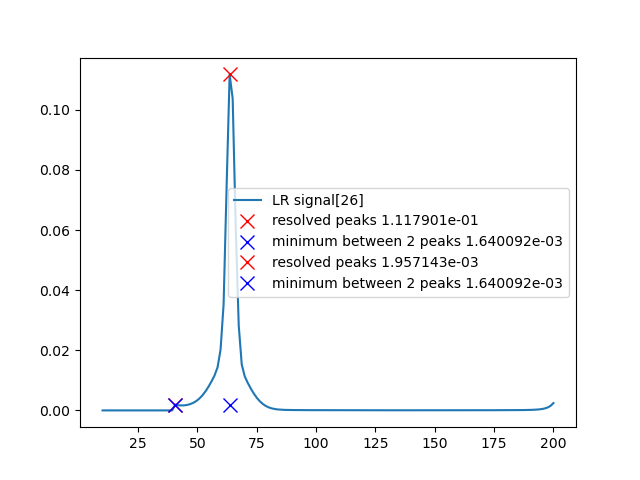 0.10
0.08
0.06
0.04
0.02
0.00
LR signal[26]
resolved peaks 1.117901e-01
minimum between 2 peaks 1.640092e-03
resolved peaks 1.957143e-03
minimum between 2 peaks 1.640092e-03
25 50 75 100 125 150 175 200